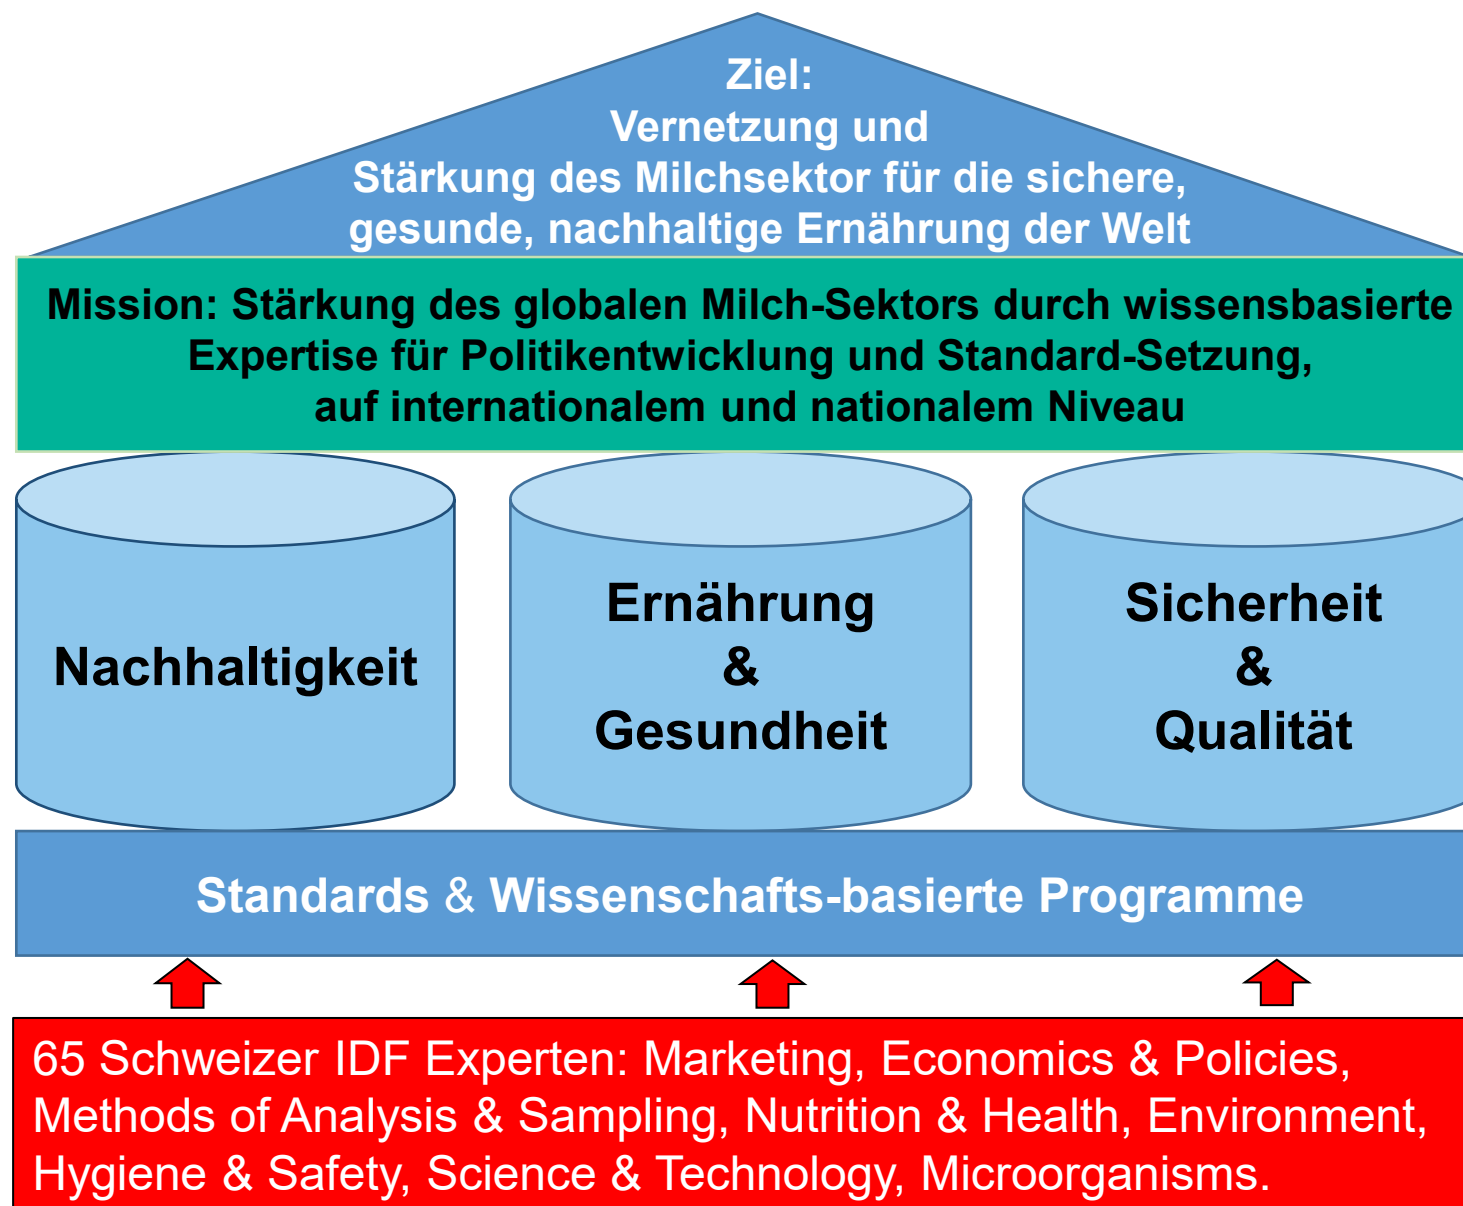 Ziel:
Vernetzung und
Stärkung des Milchsektor für die sichere,
gesunde, nachhaltige Ernährung der Welt
Mission: Stärkung des globalen Milch-Sektors durch wissensbasierte
Expertise für Politikentwicklung und Standard-Setzung,
auf internationalem und nationalem Niveau
Nachhaltigkeit
Ernährung
&
Gesundheit
Sicherheit
&
Qualität
Standards & Wissenschafts-basierte Programme
65 Schweizer IDF Experten: Marketing, Economics & Policies,
Methods of Analysis & Sampling, Nutrition & Health, Environment,
Hygiene & Safety, Science & Technology, Microorganisms.